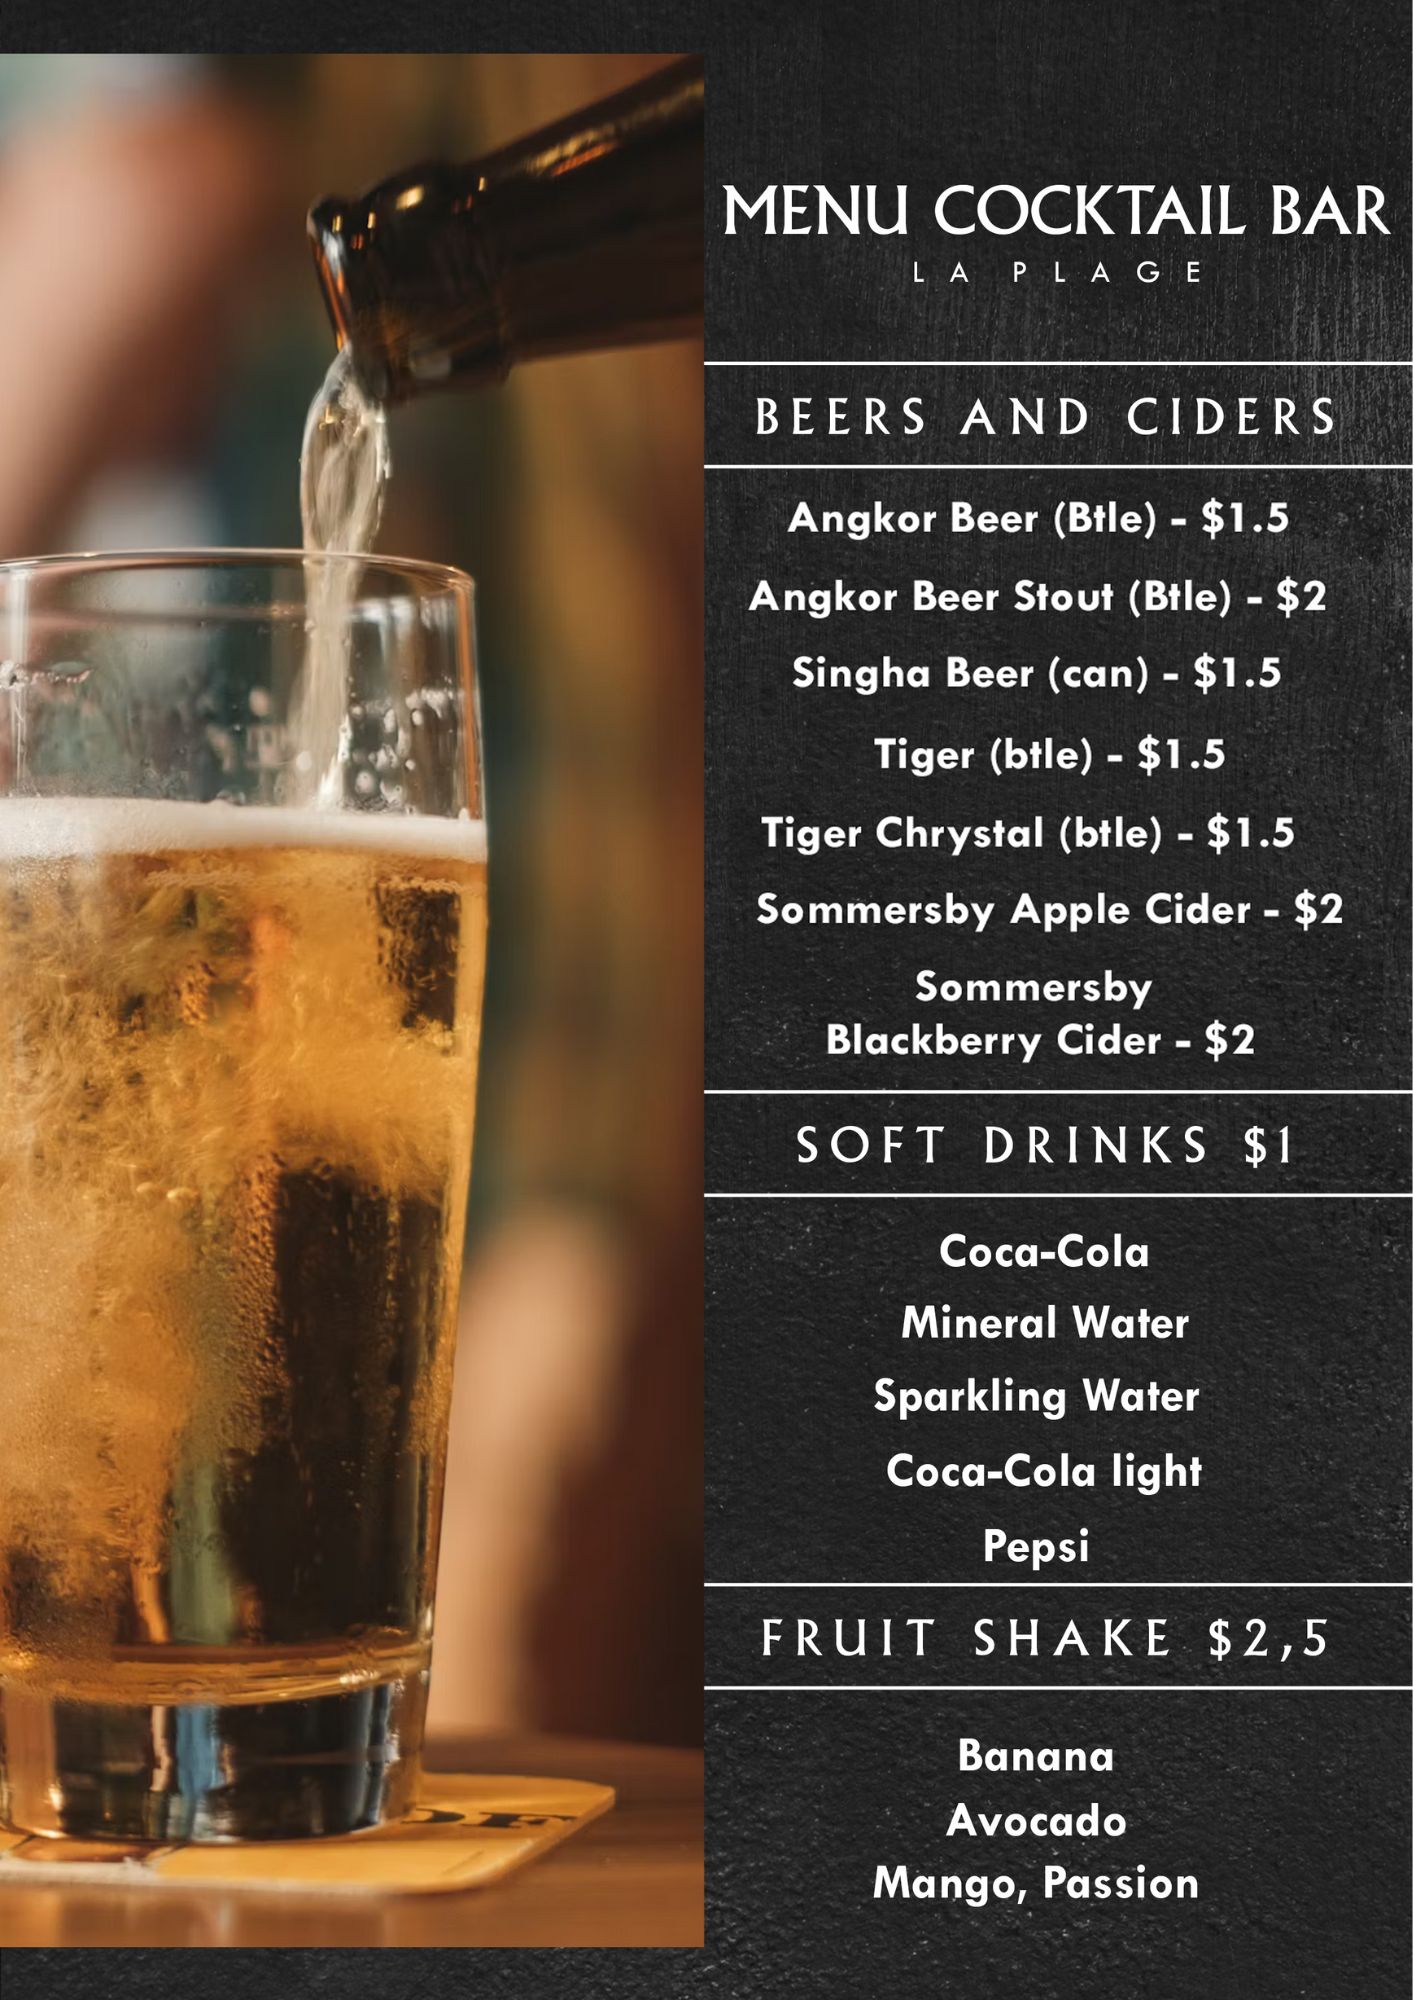 MENU COCKTAIL BAR
LA PLAGE
BEERS AND CIDERS
Angkor Beer (Btle) - $1.5
Angkor Beer Stout (Btle) - $2
Singha Beer (can) - $1.5
Tiger (btle) - $1.5
Tiger Chrystal (btle) - $1.5
Sommersby Apple Cider - $2
Sommersby
Blackberry Cider - $2
SOFT DRINKS $1
Coca-Cola
Mineral Water
Sparkling Water
Coca-Cola light
Pepsi
FRUIT SHAKE $2,5
Banana
Avocado
Mango, Passion